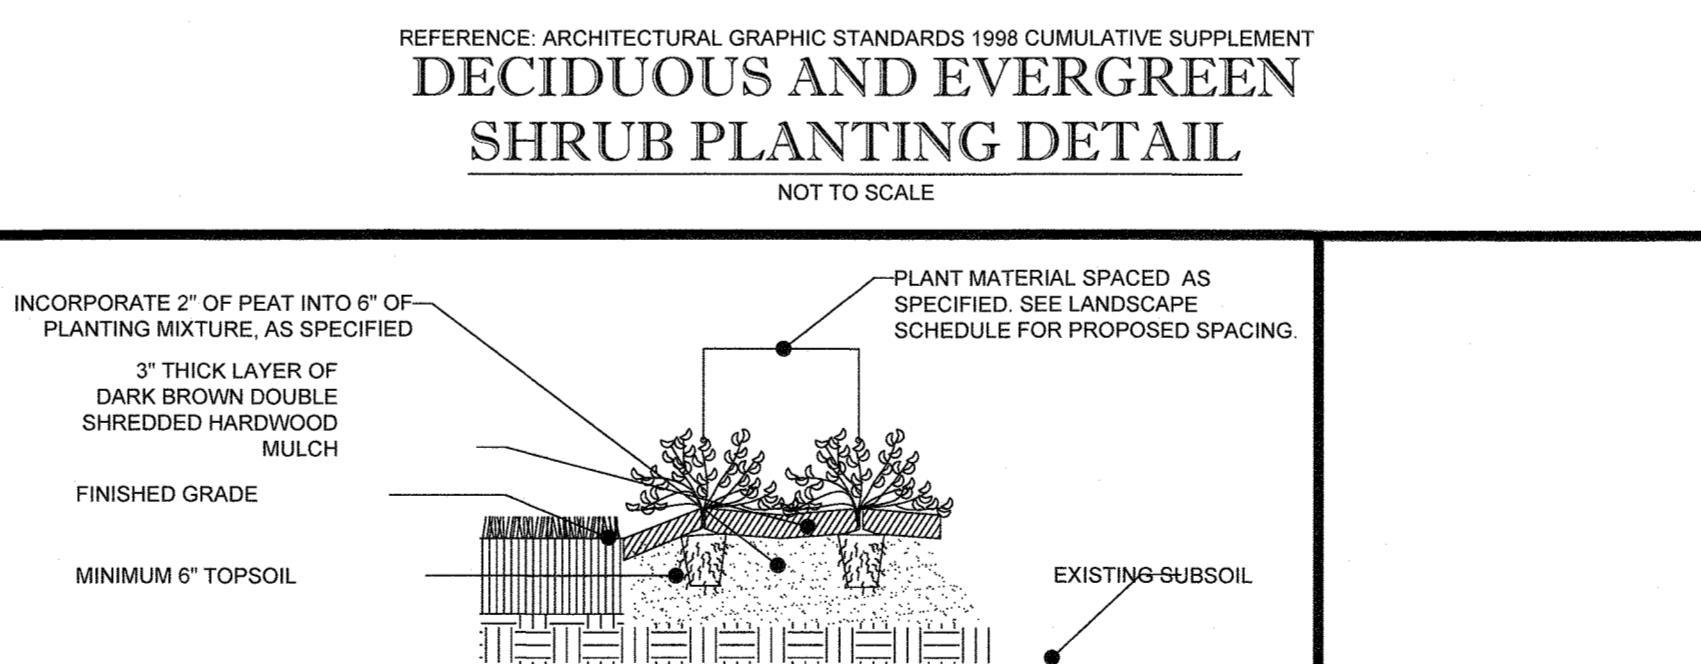 REFERENCE: ARCHITECTURAL GRAPHIC STANDARDS 1998 CUMULATIVE SUPPLEMENT
DECIDUOUS AND EVERGREEN
SHRUB PLANTING DETAIL
NOT TO SCALE
INCORPORATE 2" OF PEAT INTO 6" OF
PLANTING MIXTURE, AS SPECIFIED
3" THICK LAYER OF
DARK BROWN DOUBLE
SHREDDED HARDWOOD
MULCH
FINISHED GRADE
MINIMUM 6" TOPSOIL
PLANT MATERIAL SPACED AS
SPECIFIED. SEE LANDSCAPE
SCHEDULE FOR PROPOSED SPACING.
EXISTING SUBSOIL